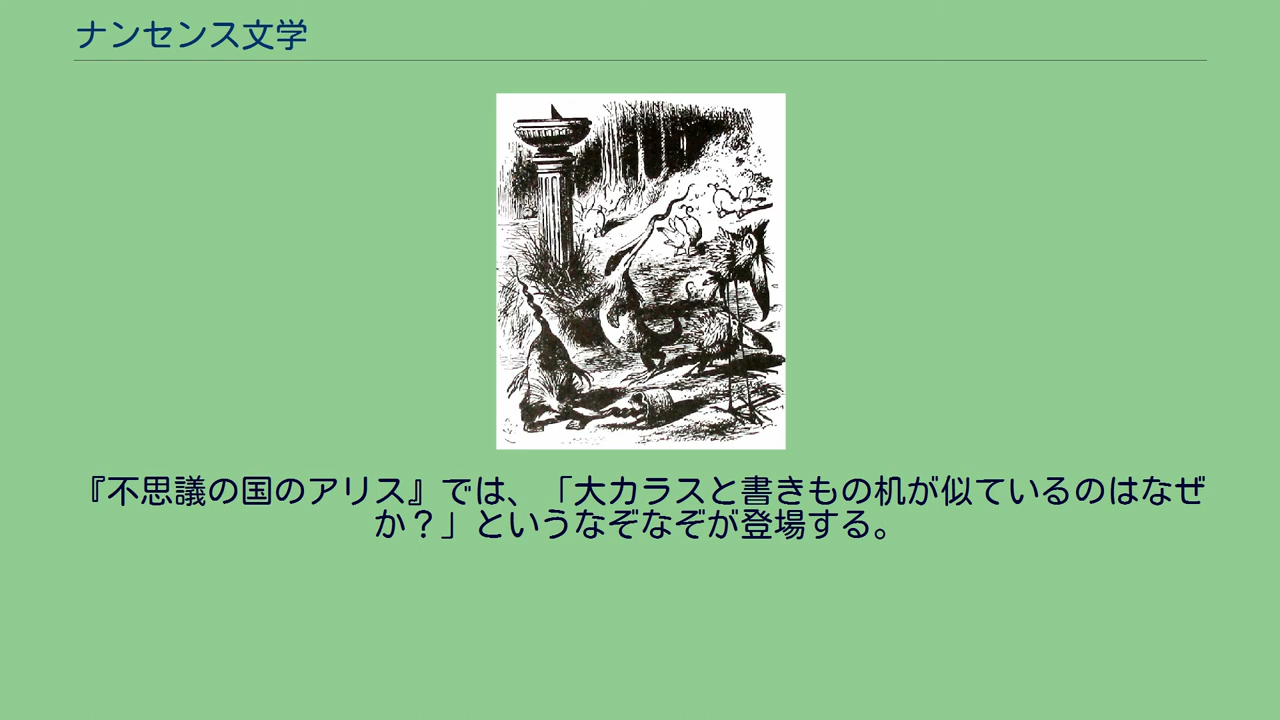 ナンセンス文学
『不思議の国のアリス』では、「大カラスと書きもの机が似ているのはなぜ
か？」というなぞなぞが登場する。